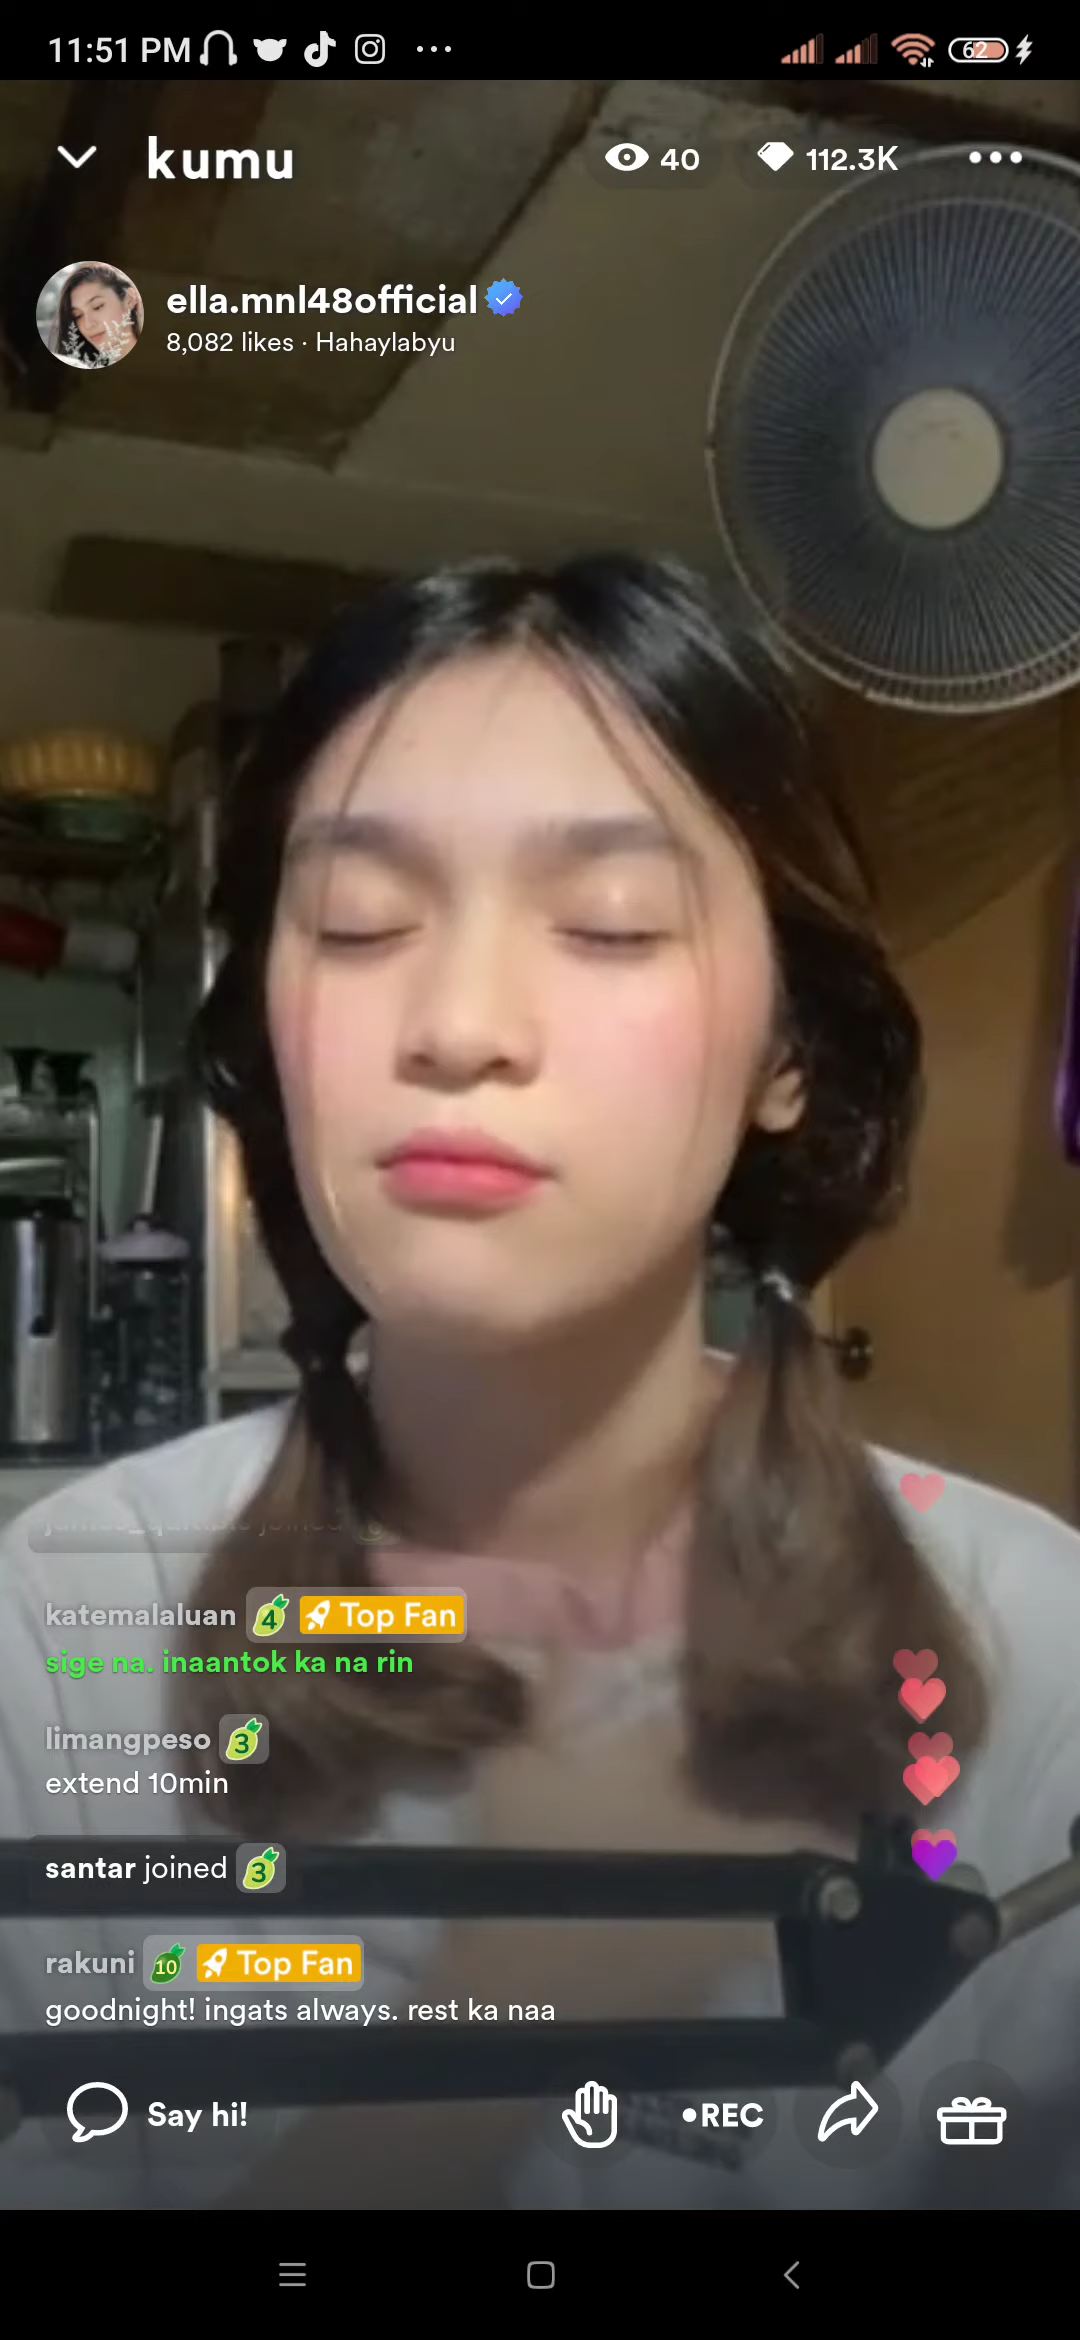 11:51 PM
62
kumu
40
112.3K
ella.mnl48official
8,082 likes · Hahaylabyu
joined
katemalaluan 4 Top Fan
sige na. inaantok ka na rin
limangpeso 3
extend 10min
santar joined 3
rakuni 10 Top Fan
goodnight! ingats always. rest ka naa
Say hi!
•REC